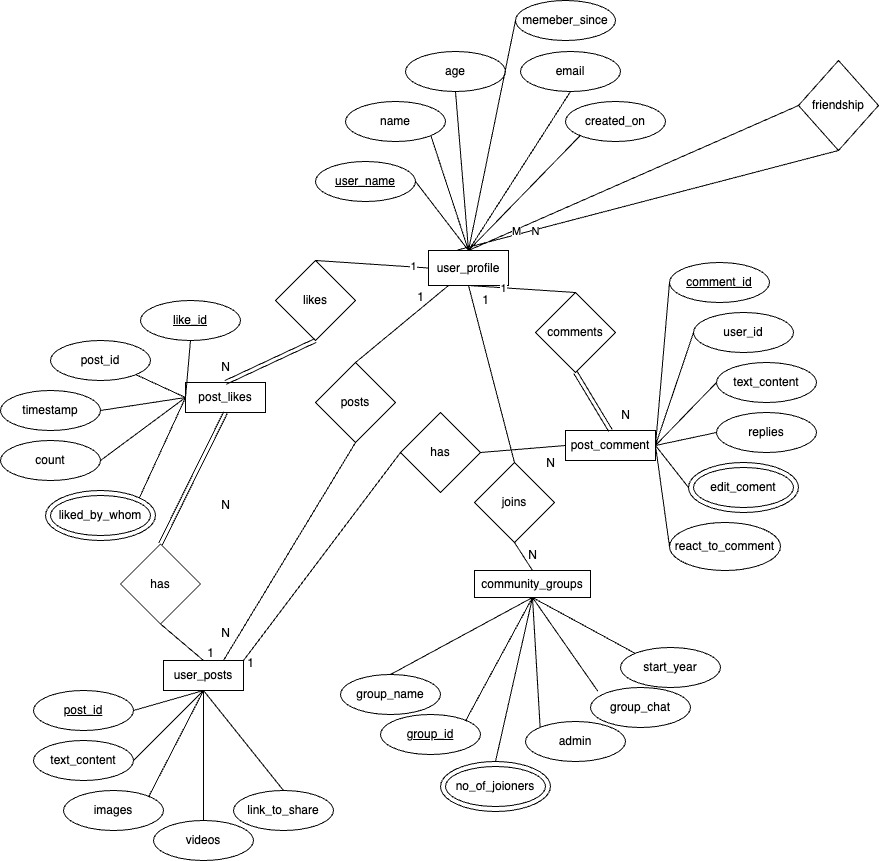 memeber_since
age
email
friendship
name
created_on
user_name
M
N
user_profile
1
1
1
1
comment_id
likes
like_id
comments
user_id
post_id
N
text_content
post_likes
posts
timestamp
N
replies
has
post_comment
count
N
edit_coment
joins
liked_by_whom
N
react_to_comment
N
has
community_groups
N
1
1
user_posts
start_year
group_name
group_chat
post_id
group_id
admin
text_content
no_of_joioners
images
link_to_share
videos